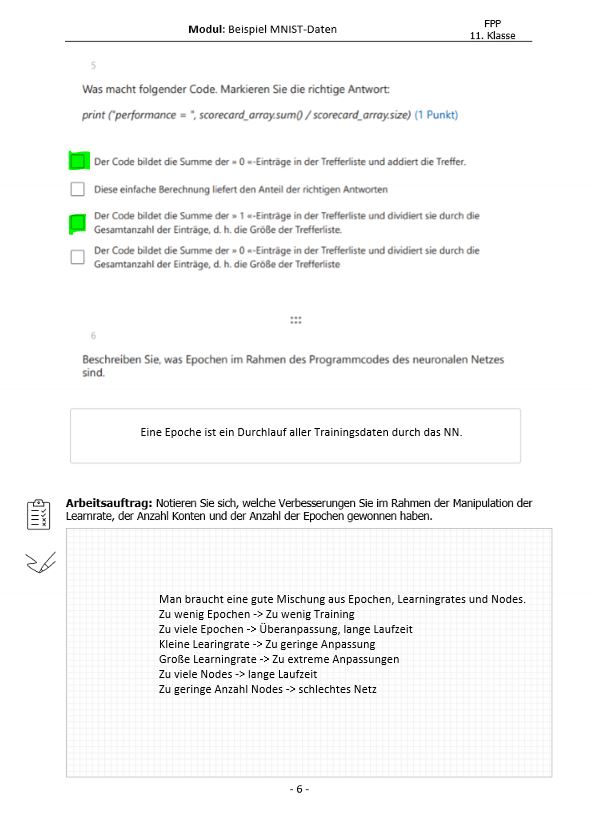 Modul: Beispiel MNIST-Daten
FPP
11. Klasse
5
Was macht folgender Code. Markieren Sie die richtige Antwort:
print ("performance = ", scorecard_array.sum() / scorecard_array.size) (1 Punkt)
Der Code bildet die Summe der » 0 «-Einträge in der Trefferliste und addiert die Treffer.
Diese einfache Berechnung liefert den Anteil der richtigen Antworten
Der Code bildet die Summe der » 1 «-Einträge in der Trefferliste und dividiert sie durch die
Gesamtanzahl der Einträge, d. h. die Größe der Trefferliste.
Der Code bildet die Summe der » 0 «-Einträge in der Trefferliste und dividiert sie durch die
Gesamtanzahl der Einträge, d. h. die Größe der Trefferliste
6
Beschreiben Sie, was Epochen im Rahmen des Programmcodes des neuronalen Netzes
sind.
Eine Epoche ist ein Durchlauf aller Trainingsdaten durch das NN.
Arbeitsauftrag: Notieren Sie sich, welche Verbesserungen Sie im Rahmen der Manipulation der
Learnrate, der Anzahl Konten und der Anzahl der Epochen gewonnen haben.
Man braucht eine gute Mischung aus Epochen, Learningrates und Nodes.
Zu wenig Epochen -> Zu wenig Training
Zu viele Epochen -> Überanpassung, lange Laufzeit
Kleine Learingrate -> Zu geringe Anpassung
Große Learningrate -> Zu extreme Anpassungen
Zu viele Nodes -> lange Laufzeit
Zu geringe Anzahl Nodes -> schlechtes Netz
- 6 -